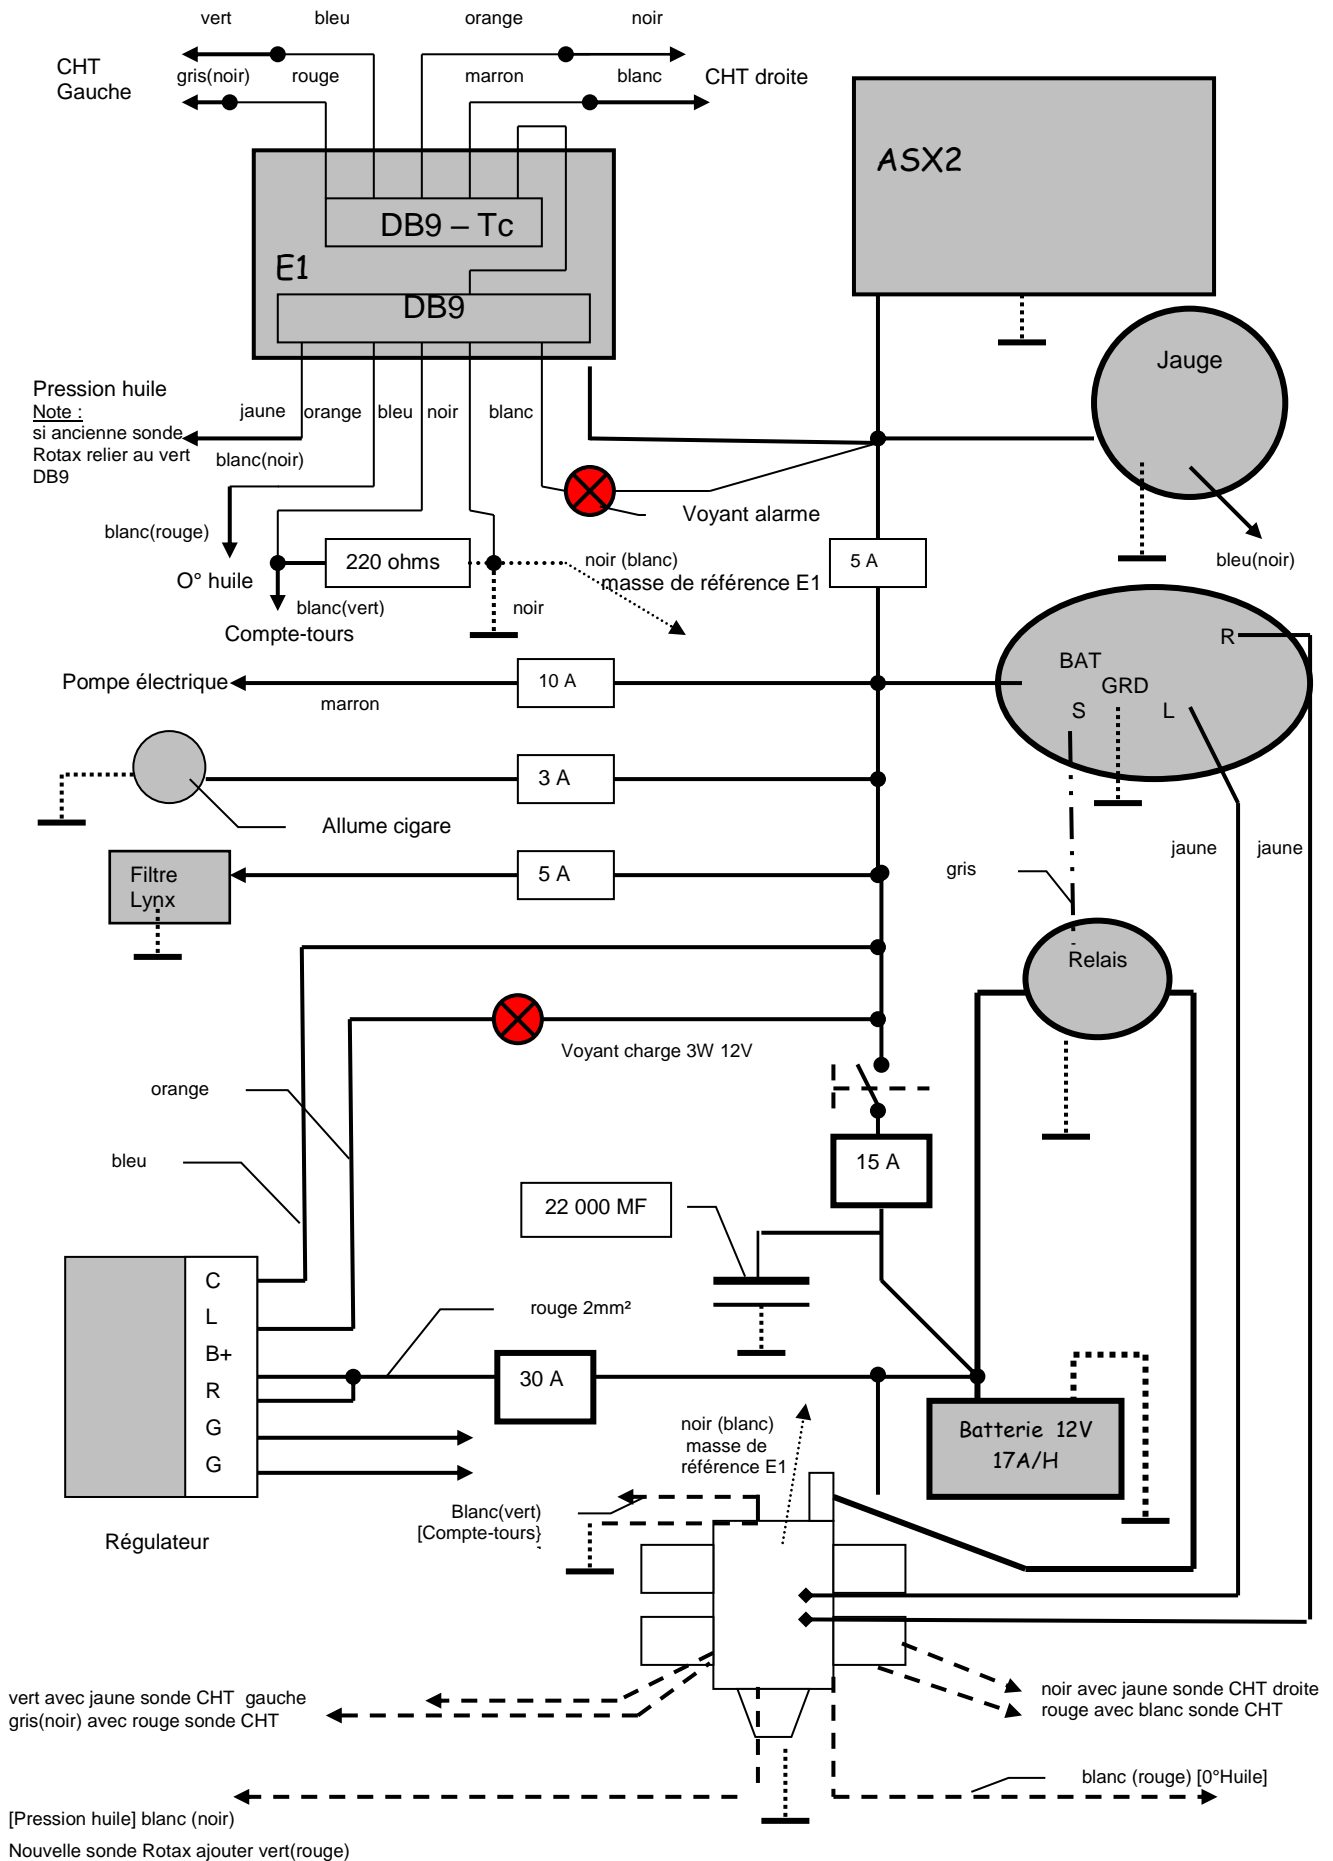 vert
bleu
orange
noir
CHT
Gauche
gris(noir)
rouge
marron
blanc
CHT droite
ASX2
DB9 – Tc
E1
DB9
Jauge
Pression huile
Note :
si ancienne sonde
Rotax relier au vert
DB9
jaune
orange
bleu
noir
blanc
blanc(noir)
Voyant alarme
blanc(rouge)
O° huile
220 ohms
noir (blanc)
masse de référence E1
5 A
bleu(noir)
blanc(vert)
noir
Compte-tours
R
BAT
GRD
S
L
Pompe électrique
10 A
marron
3 A
Allume cigare
jaune
jaune
Filtre
Lynx
5 A
gris
Relais
Voyant charge 3W 12V
orange
bleu
15 A
22 000 MF
C
L
B+
R
G
G
rouge 2mm²
30 A
noir (blanc)
masse de
référence E1
Batterie 12V
17A/H
Blanc(vert)
[Compte-tours}
Régulateur
vert avec jaune sonde CHT gauche
gris(noir) avec rouge sonde CHT
noir avec jaune sonde CHT droite
rouge avec blanc sonde CHT
blanc (rouge) [0°Huile]
[Pression huile] blanc (noir)
Nouvelle sonde Rotax ajouter vert(rouge)